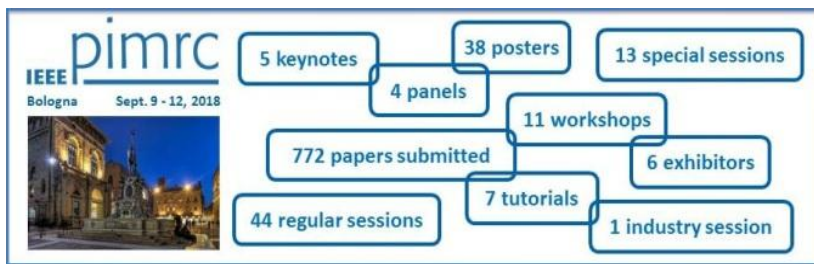 IEEE pimrc
Bologna Sept. 9 - 12, 2018
5 keynotes
38 posters
13 special sessions
4 panels
11 workshops
772 papers submitted
6 exhibitors
7 tutorials
44 regular sessions
1 industry session